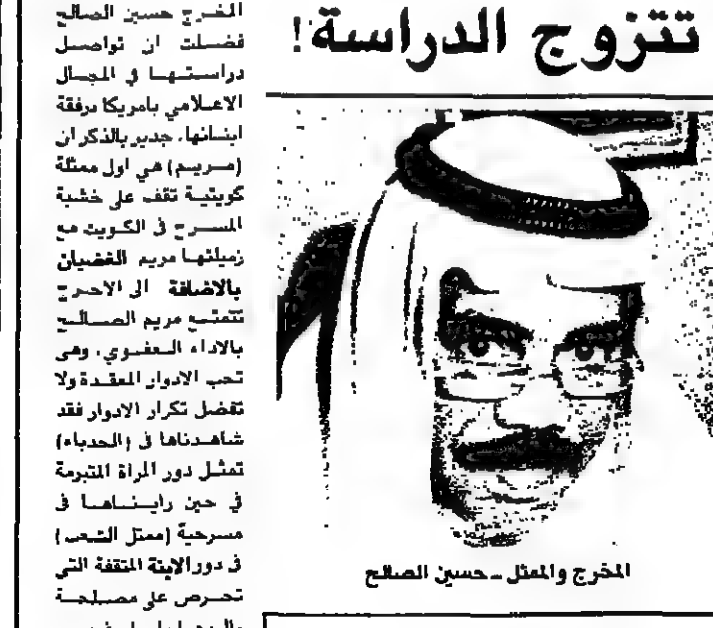 تتزوج الدراسة!
المخرج حسين الصالح
فضلت ان تواصل
دراستها في المجال
الاعلامي بامريكا برفقة
ابنائها، جدير بالذكر ان
(مريم) هي اول ممثلة
كويتية تقف على خشبة
المسرح في الكويت مع
زميلتها مريم الغضبان
بالاضافة الى الاخرج
تتمتع مريم الصالح
بالاداء العفوي، وهى
تحب الادوار المعقدة ولا
تفضل تكرار الادوار فقد
شاهدناها في (الحدباء)
تمثل دور المراة المتبرمة
في حين رايناها في
مسرحية (ممثل الشعب)
في دور الابنة المثقفة التي
تحرص على مصلحة
المخرج والممثل ـ حسين الصالح